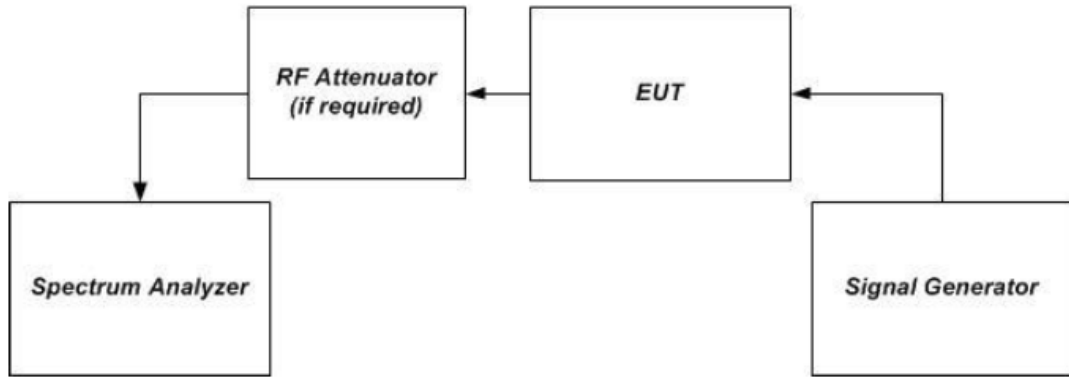 RF Attenuator
(if required)
EUT
Spectrum Analyzer
Signal Generator